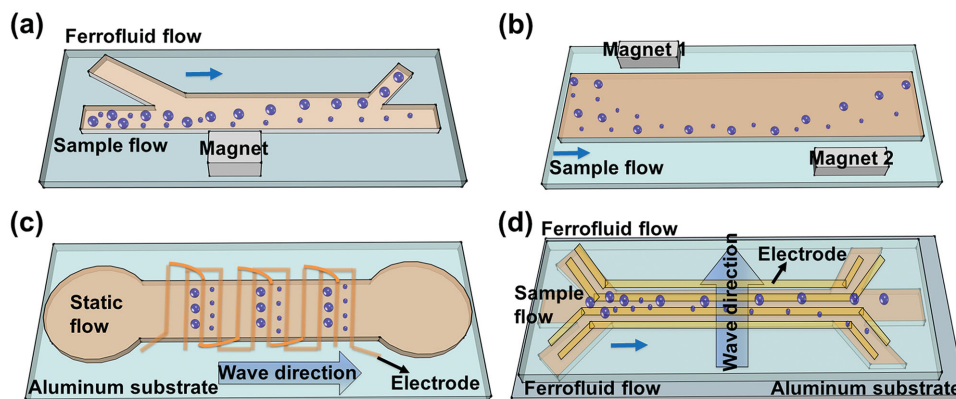 (a)
Ferrofluid flow
Sample flow
Magnet
(b)
Magnet 1
Magnet 2
Sample flow
(c)
Static
flow
Wave direction
Aluminum substrate
Electrode
(d)
Ferrofluid flow
Electrode
Sample
flow
Wave direction
Ferrofluid flow
Aluminum substrate